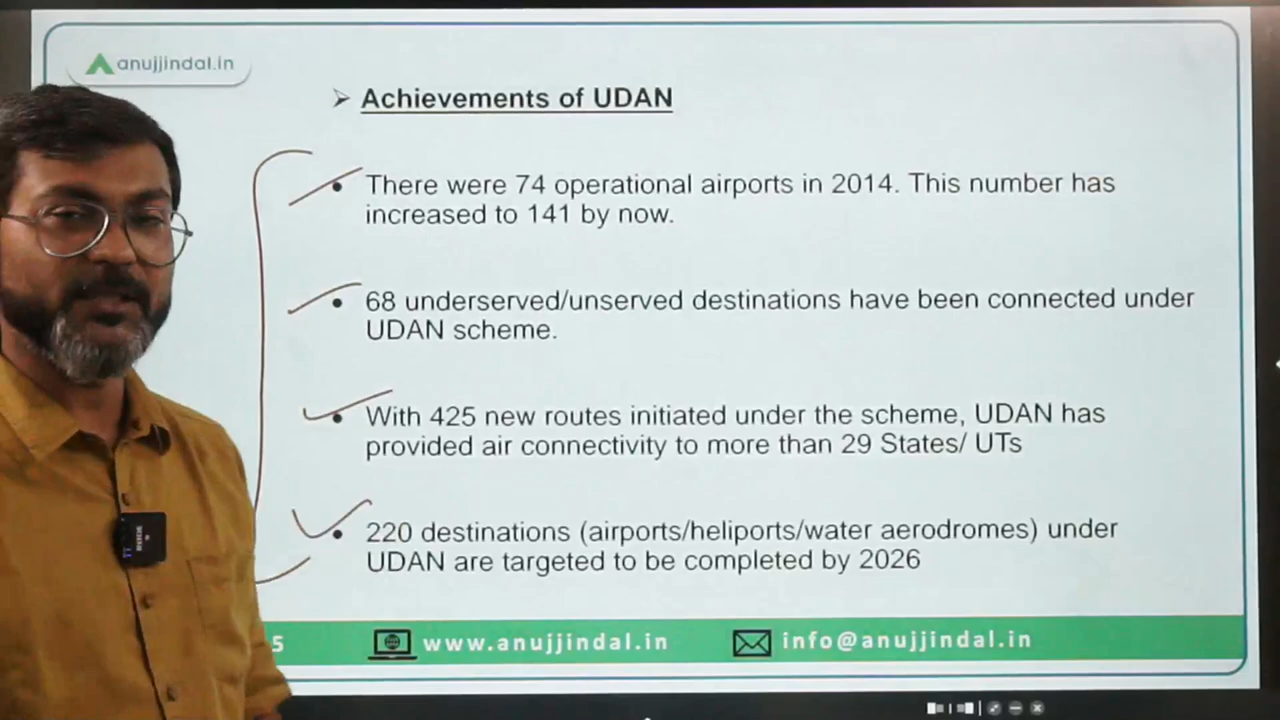 anujjindal.in
➢ Achievements of UDAN
• There were 74 operational airports in 2014. This number has
increased to 141 by now.
• 68 underserved/unserved destinations have been connected under
UDAN scheme.
• With 425 new routes initiated under the scheme, UDAN has
provided air connectivity to more than 29 States/ UTs
• 220 destinations (airports/heliports/water aerodromes) under
UDAN are targeted to be completed by 2026
5 www.anujjindal.in info@anujjindal.in